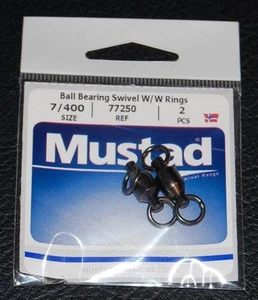 Ball Bearing Swivel W/W Rings
7/400 77250 2
SIZE REF PCS
Mustad